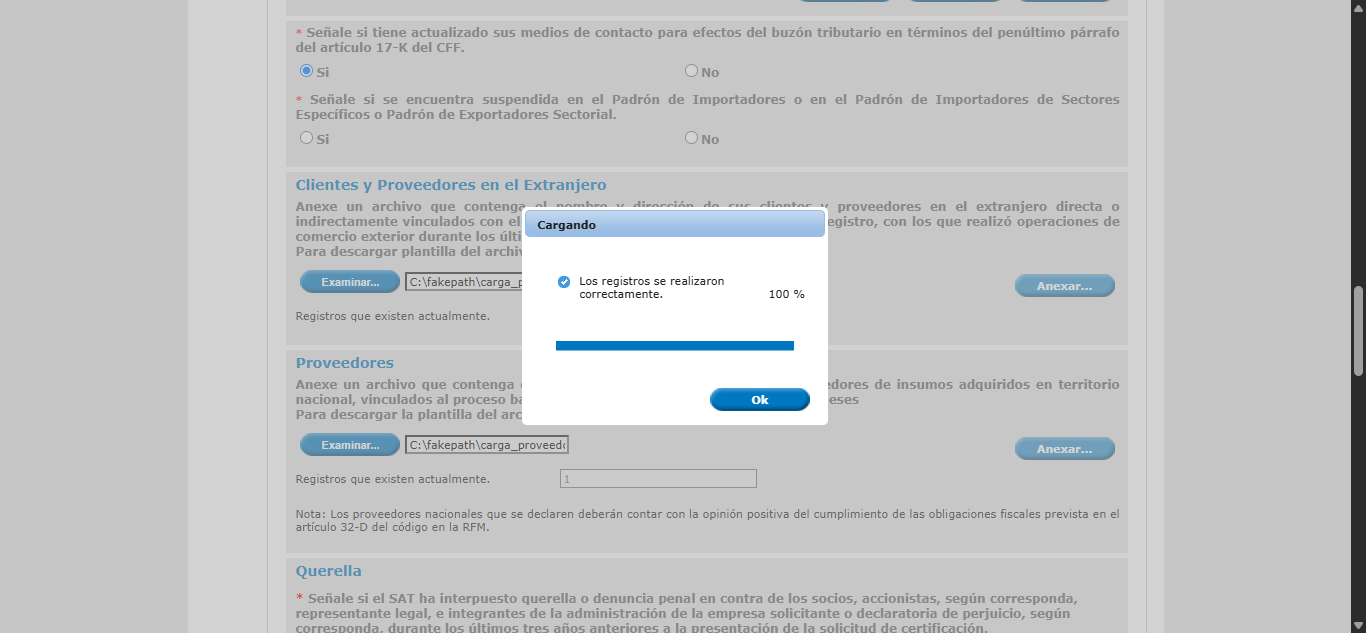 * Señale si tiene actualizado sus medios de contacto para efectos del buzón tributario en términos del penúltimo párrafo
del artículo 17-K del CFF.
Si No
* Señale si se encuentra suspendida en el Padrón de Importadores o en el Padrón de Importadores de Sectores
Específicos o Padrón de Exportadores Sectorial.
Si No
Clientes y Proveedores en el Extranjero
Anexe un archivo que contenga el nombre y dirección de sus clientes y proveedores en el extranjero directa o
indirectamente vinculados con el egistro, con los que realizó operaciones de
comercio exterior durante los últi
Para descargar plantilla del archiv
Examinar... C:\fakepath\carga_p Anexar...
Registros que existen actualmente.
Cargando
Los registros se realizaron
correctamente. 100 %
Ok
Proveedores
Anexe un archivo que contenga edores de insumos adquiridos en territorio
nacional, vinculados al proceso ba eses
Para descargar la plantilla del arc
Examinar... C:\fakepath\carga_proveed Anexar...
Registros que existen actualmente. 1
Nota: Los proveedores nacionales que se declaren deberán contar con la opinión positiva del cumplimiento de las obligaciones fiscales prevista en el
artículo 32-D del código en la RFM.
Querella
* Señale si el SAT ha interpuesto querella o denuncia penal en contra de los socios, accionistas, según corresponda,
representante legal, e integrantes de la administración de la empresa solicitante o declaratoria de perjuicio, según
corresponda, durante los últimos tres años anteriores a la presentación de la solicitud de certificación.